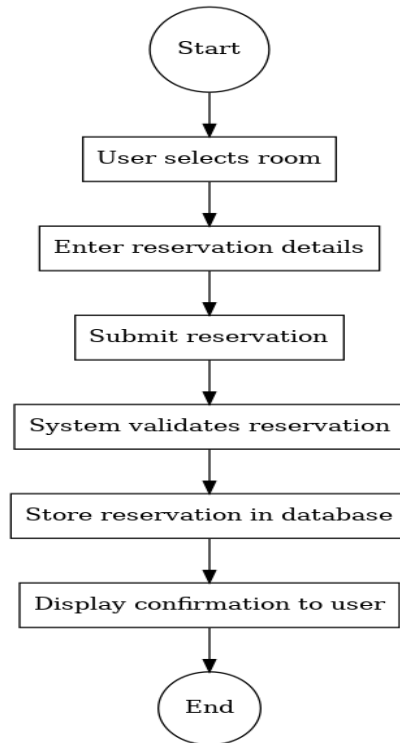 Start
User selects room
Enter reservation details
Submit reservation
System validates reservation
Store reservation in database
Display confirmation to user
End